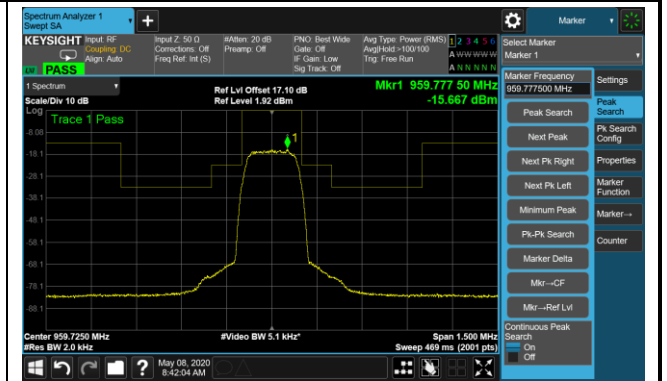 Spectrum Analyzer 1
Swept SA
Marker
KEYSIGHT Input: RF Input Z: 50 Ω #Atten: 20 dB PNO: Best Wide Avg Type: Power (RMS) 1 2 3 4 5 6
Coupling: DC Corrections: Off Preamp: Off Gate: Off Avg|Hold:>100/100 A W W W W W
Align: Auto Freq Ref: Int (S) IF Gain: Low Trig: Free Run A N N N N N
Sig Track: Off
PASS
Select Marker
Marker 1
1 Spectrum
Scale/Div 10 dB
Ref Lvl Offset 17.10 dB
Ref Level 1.92 dBm
Mkr1 959.777 50 MHz
-15.667 dBm
Log
Trace 1 Pass
1
-8.08
-18.1
-28.1
-38.1
-48.1
-58.1
-68.1
-78.1
-88.1
Center 959.7250 MHz #Video BW 5.1 kHz* Span 1.500 MHz
#Res BW 2.0 kHz Sweep 469 ms (2001 pts)
Marker Frequency
959.777500 MHz
Peak Search
Next Peak
Next Pk Right
Next Pk Left
Minimum Peak
Pk-Pk Search
Marker Delta
Mkr→CF
Mkr→Ref Lvl
Continuous Peak
Search
On
Off
Settings
Peak
Search
Pk Search
Config
Properties
Marker
Function
Marker→
Counter
?
May 08, 2020
8:42:04 AM